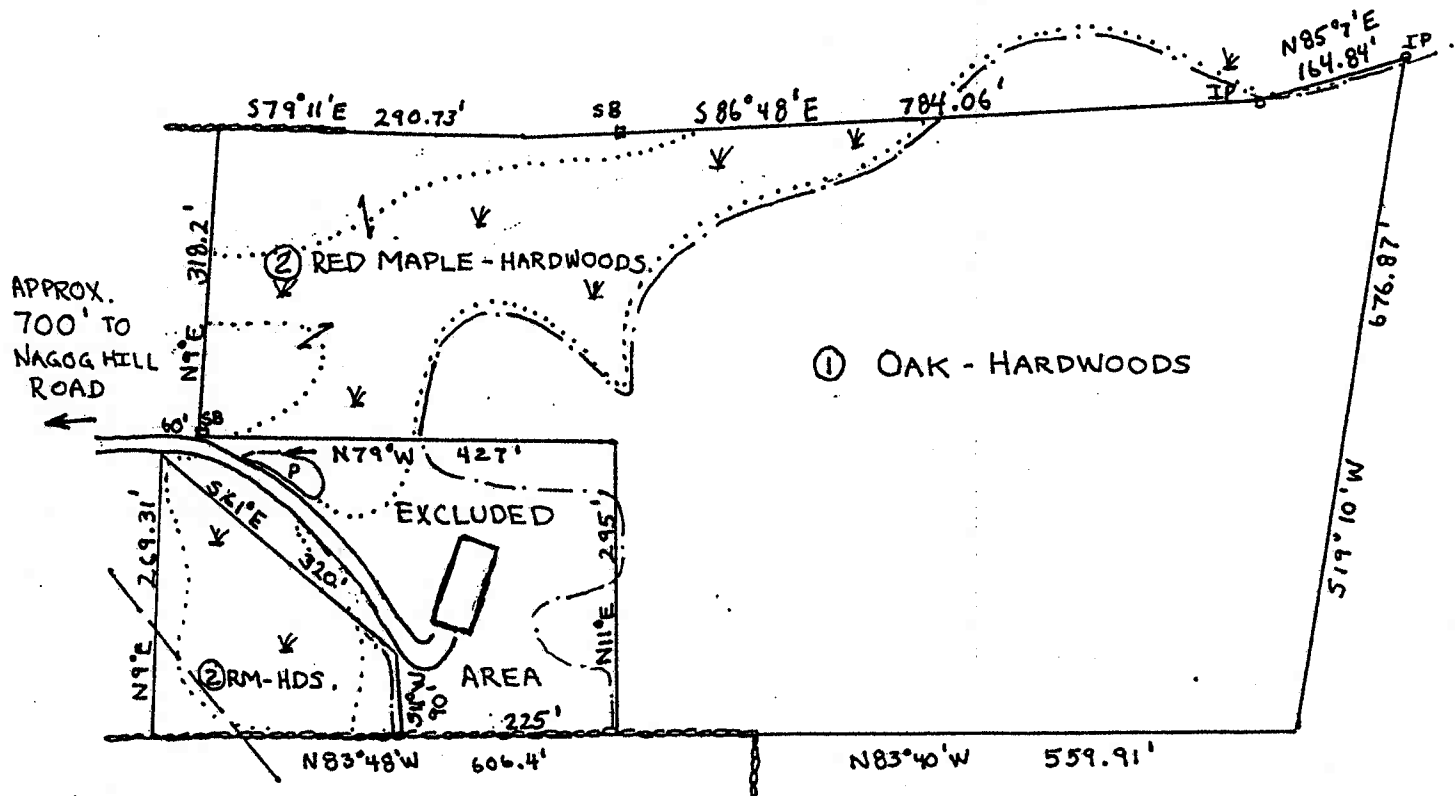 N85°7'E
164.84'
IP
IP
S79°11'E 290.73'
SB
S86°48'E 784.06'
318.2'
N9°E
② RED MAPLE - HARDWOODS
APPROX.
700' TO
NAGOG HILL
ROAD
① OAK - HARDWOODS
676.87'
S19°10'W
60'
SB
N79°W 427'
P
EXCLUDED
AREA
S61°E
320'
269.31'
N9°E
295'
N11°E
② RM-HDS.
S11°W
90'
225'
N83°48'W 606.4'
N83°40'W 559.91'